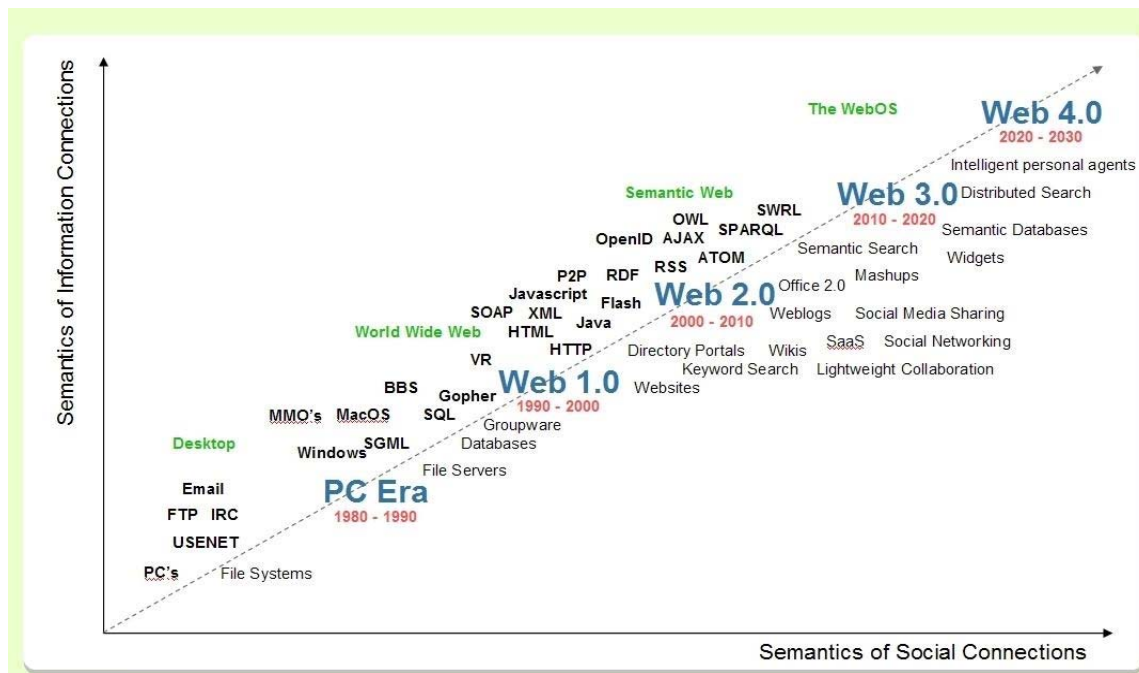 Semantics of Information Connections
The WebOS
Web 4.0
2020 - 2030
Intelligent personal agents
Semantic Web
Web 3.0
2010 - 2020
Distributed Search
SWRL
OWL
SPARQL
Semantic Databases
OpenID
AJAX
Semantic Search
ATOM
Widgets
P2P
RDF
RSS
Mashups
Office 2.0
Javascript
Flash
Web 2.0
2000 - 2010
SOAP
XML
Java
Weblogs
Social Media Sharing
World Wide Web
HTML
HTTP
Directory Portals
Wikis
SaaS
Social Networking
VR
Keyword Search
Lightweight Collaboration
Web 1.0
1990 - 2000
Websites
BBS
Gopher
MMO's
MacOS
SQL
Groupware
Desktop
Windows
SGML
Databases
File Servers
Email
PC Era
1980 - 1990
FTP
IRC
USENET
PC's
File Systems
Semantics of Social Connections